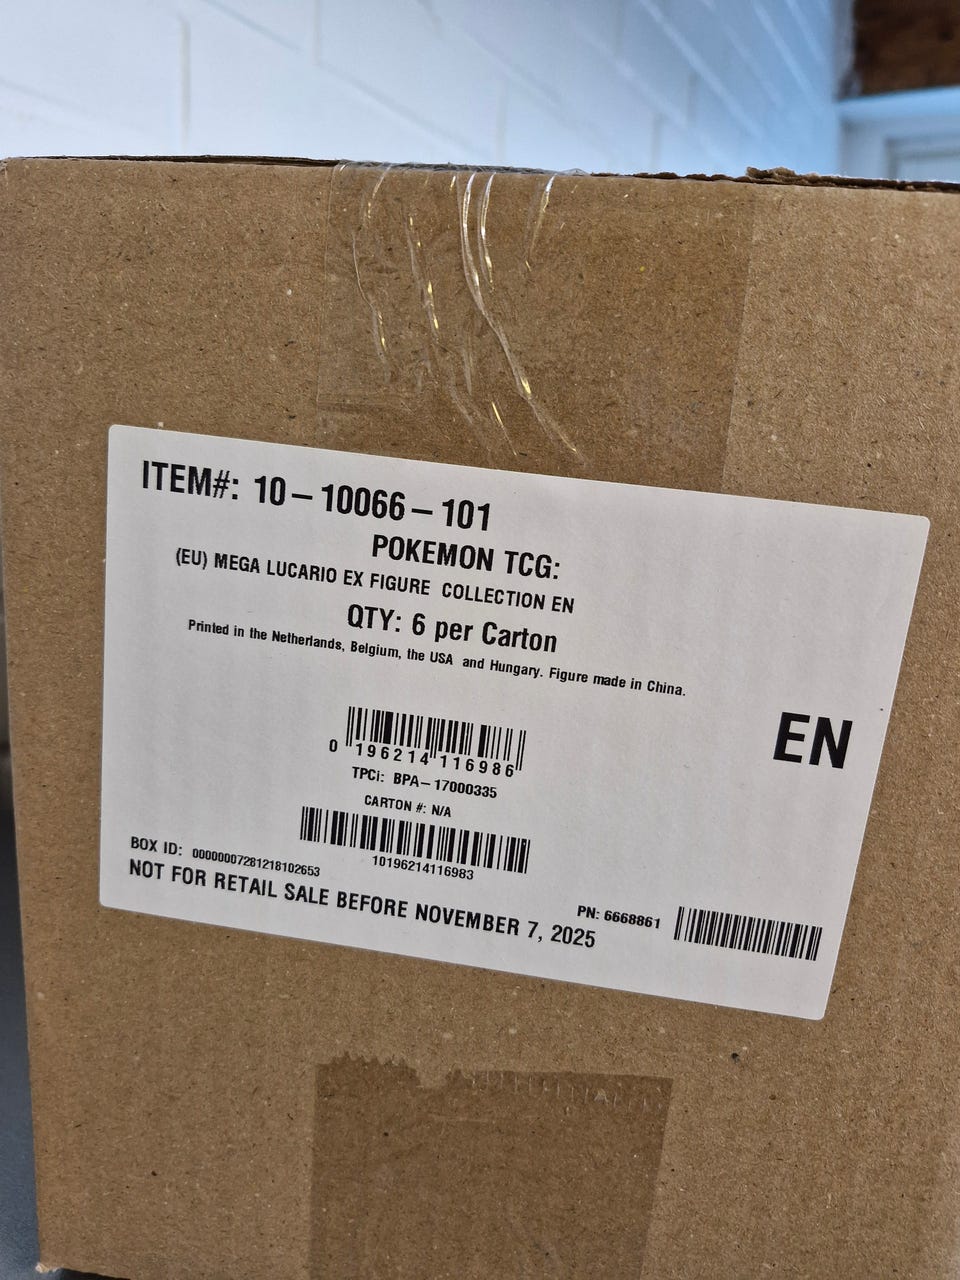 ITEM#: 10-10066-101
POKEMON TCG:
(EU) MEGA LUCARIO EX FIGURE COLLECTION EN
QTY: 6 per Carton
Printed in the Netherlands, Belgium, the USA and Hungary. Figure made in China.
EN
0 196214 116986
TPCi: BPA-17000335
CARTON #: N/A
10196214116983
BOX ID: 00000007281218102653
NOT FOR RETAIL SALE BEFORE NOVEMBER 7, 2025
PN: 6668861